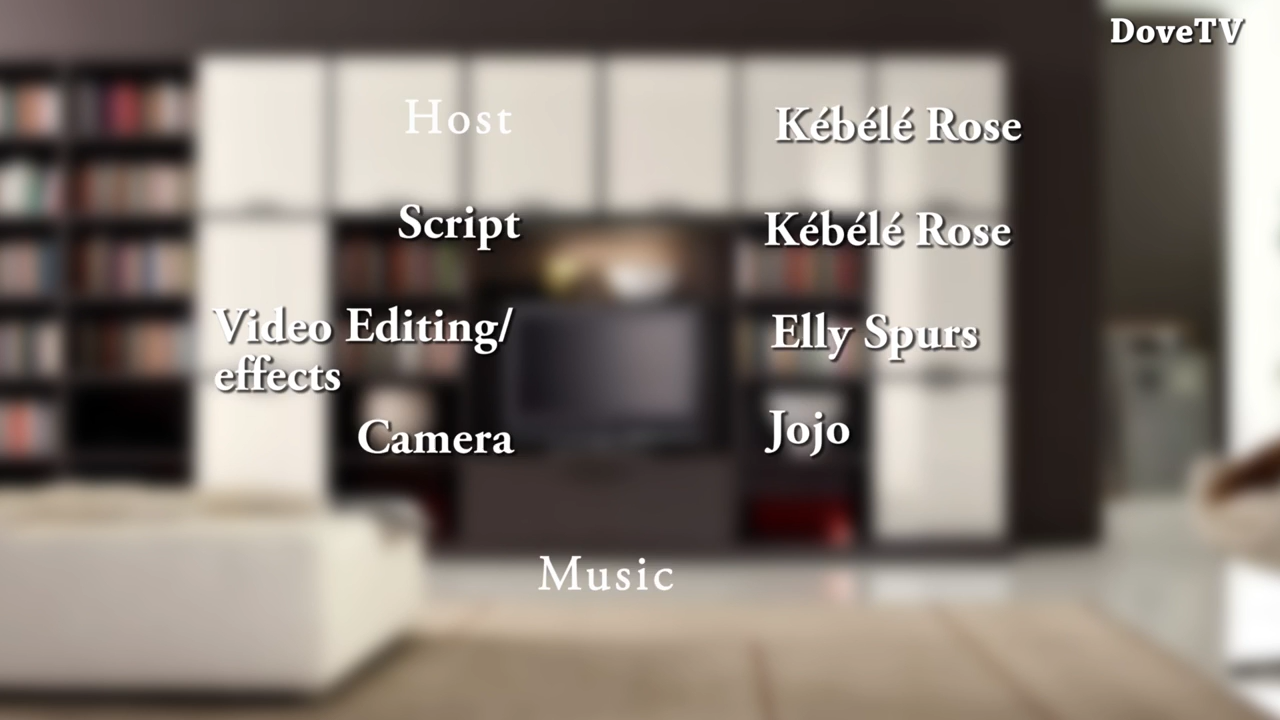 DoveTV
Host Kébélé Rose
Script Kébélé Rose
Video Editing/ Elly Spurs
effects
Camera Jojo
Music